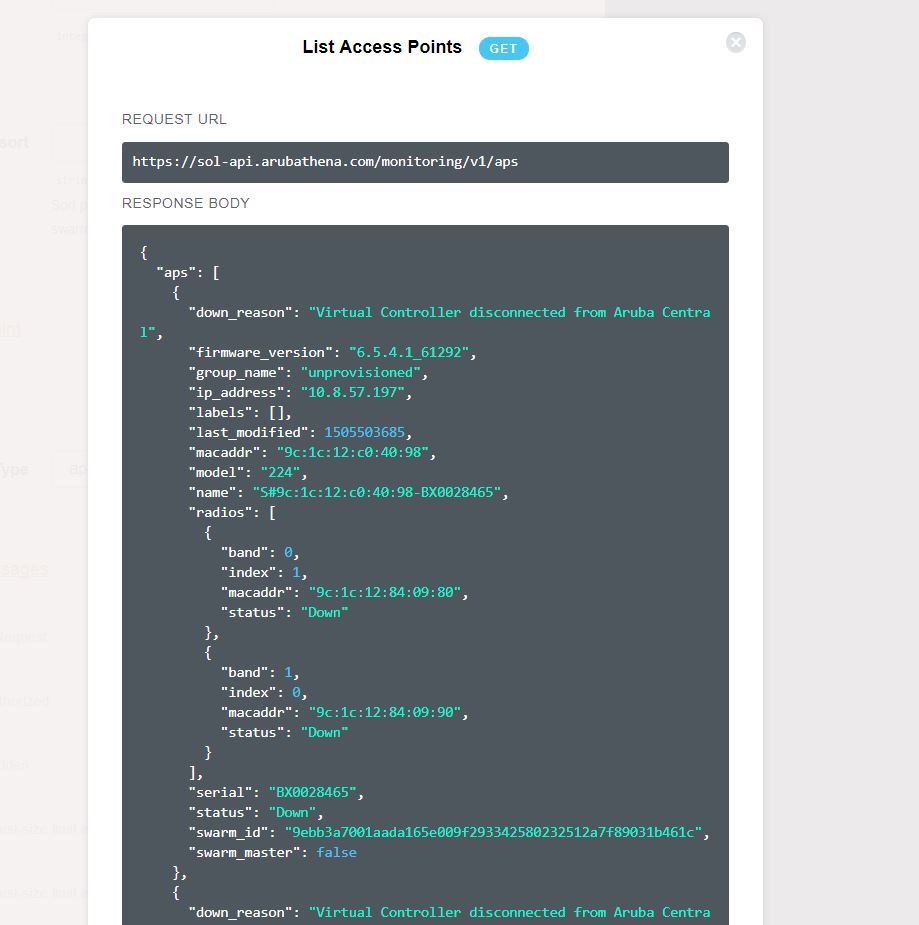 List Access Points GET
REQUEST URL
https://sol-api.arubathena.com/monitoring/v1/aps
RESPONSE BODY
{
"aps": [
{
"down_reason": "Virtual Controller disconnected from Aruba Centra
l",
"firmware_version": "6.5.4.1_61292",
"group_name": "unprovisioned",
"ip_address": "10.8.57.197",
"labels": [],
"last_modified": 1505503685,
"macaddr": "9c:1c:12:c0:40:98",
"model": "224",
"name": "S#9c:1c:12:c0:40:98-BX0028465",
"radios": [
{
"band": 0,
"index": 1,
"macaddr": "9c:1c:12:84:09:80",
"status": "Down"
},
{
"band": 1,
"index": 0,
"macaddr": "9c:1c:12:84:09:90",
"status": "Down"
}
],
"serial": "BX0028465",
"status": "Down",
"swarm_id": "9ebb3a7001aada165e009f293342580232512a7f89031b461c",
"swarm_master": false
},
{
"down_reason": "Virtual Controller disconnected from Aruba Centra